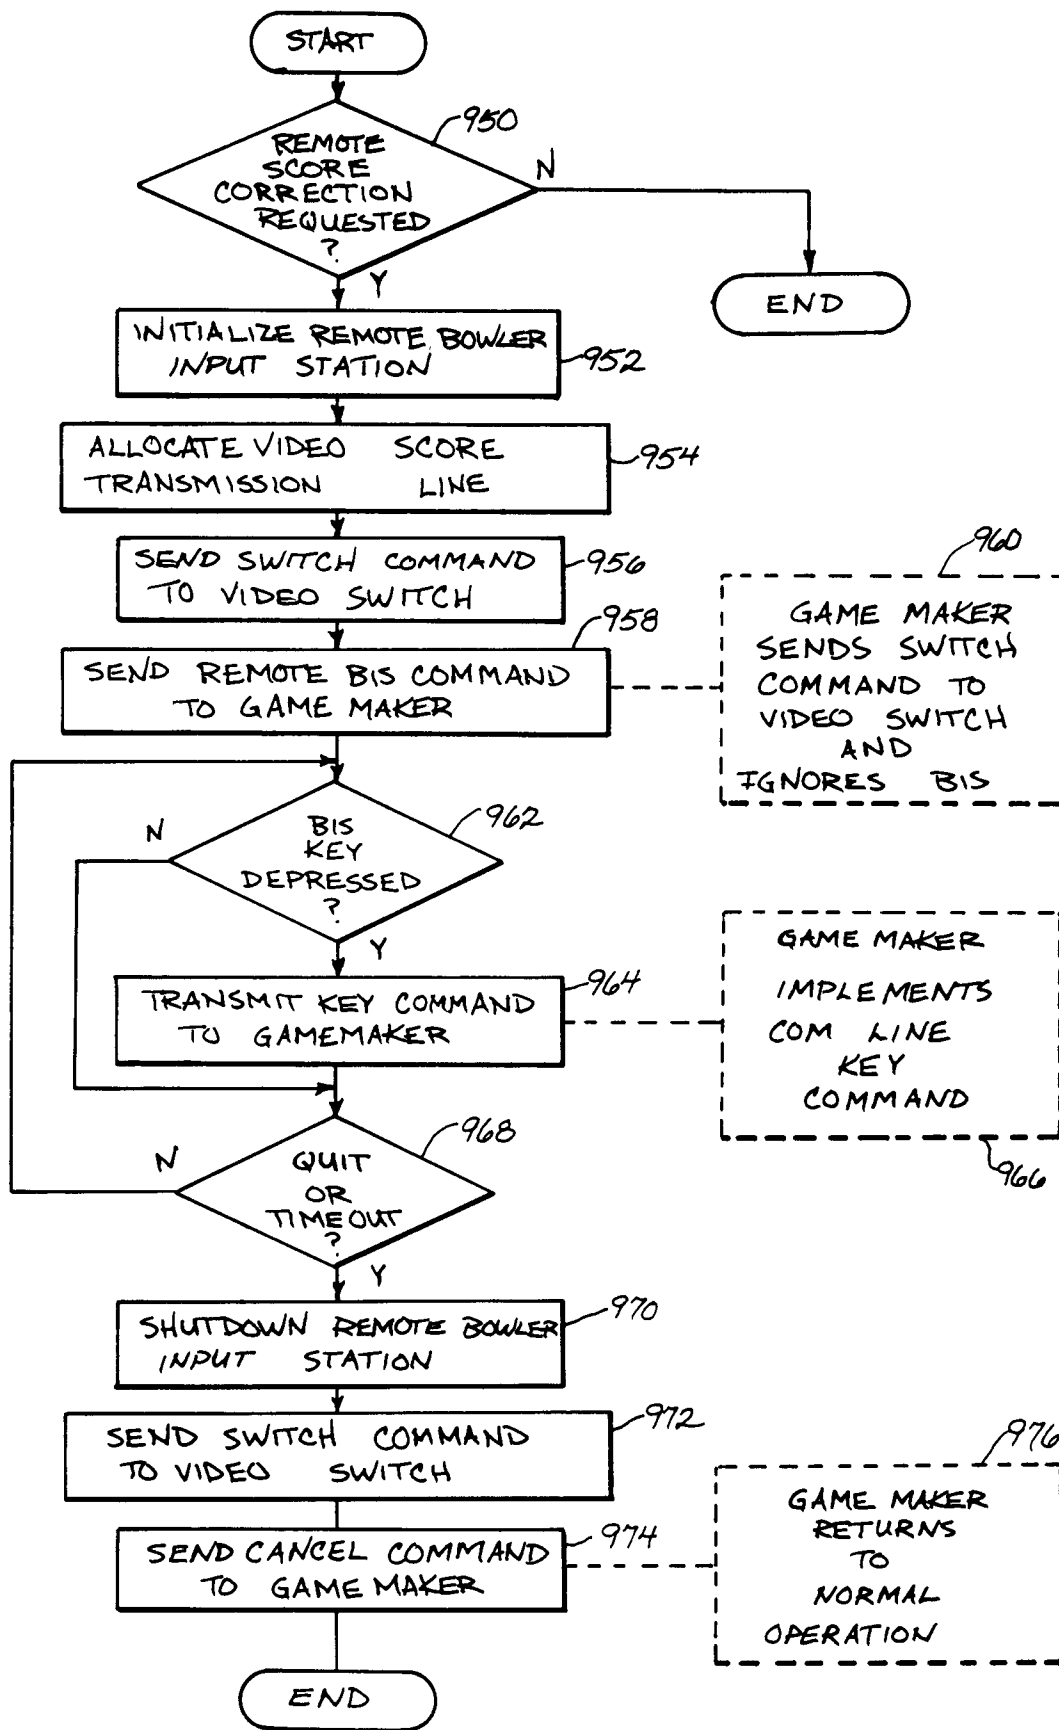 START
950
REMOTE
SCORE
CORRECTION
REQUESTED
?
N
Y
END
INITIALIZE REMOTE BOWLER
INPUT STATION
952
ALLOCATE VIDEO SCORE
TRANSMISSION LINE
954
SEND SWITCH COMMAND
TO VIDEO SWITCH
956
958
SEND REMOTE BIS COMMAND
TO GAME MAKER
960
GAME MAKER
SENDS SWITCH
COMMAND TO
VIDEO SWITCH
AND
IGNORES BIS
962
N
BIS
KEY
DEPRESSED
?
Y
TRANSMIT KEY COMMAND
TO GAMEMAKER
964
GAME MAKER
IMPLEMENTS
COM LINE
KEY
COMMAND
966
968
N
QUIT
OR
TIMEOUT
?
Y
SHUTDOWN REMOTE BOWLER
INPUT STATION
970
SEND SWITCH COMMAND
TO VIDEO SWITCH
972
SEND CANCEL COMMAND
TO GAME MAKER
974
976
GAME MAKER
RETURNS
TO
NORMAL
OPERATION
END